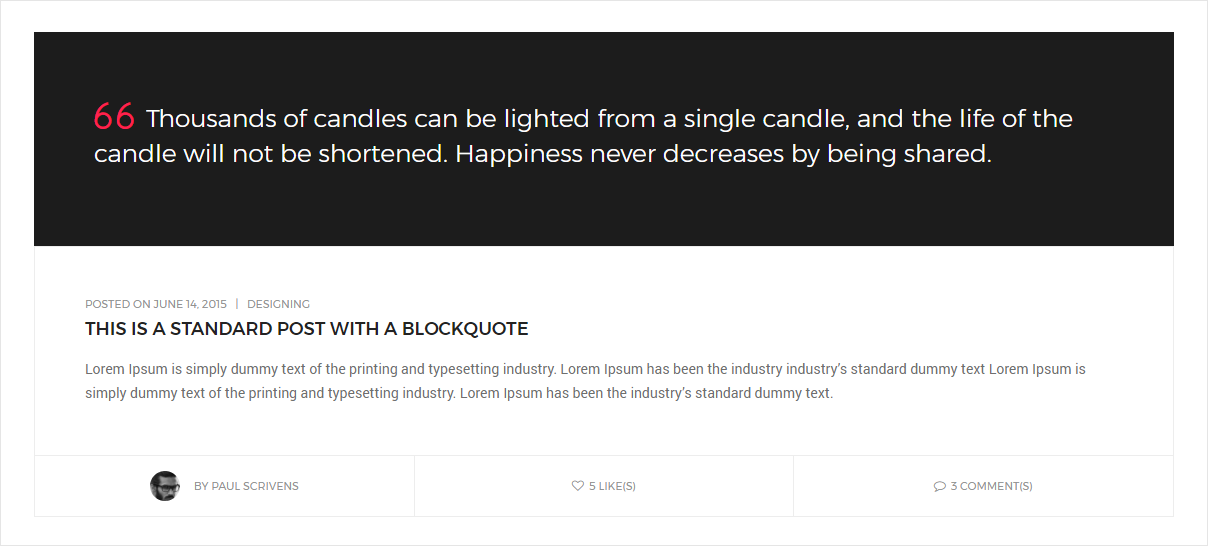 66 Thousands of candles can be lighted from a single candle, and the life of the
candle will not be shortened. Happiness never decreases by being shared.
POSTED ON JUNE 14, 2015 | DESIGNING
THIS IS A STANDARD POST WITH A BLOCKQUOTE
Lorem Ipsum is simply dummy text of the printing and typesetting industry. Lorem Ipsum has been the industry industry’s standard dummy text Lorem Ipsum is
simply dummy text of the printing and typesetting industry. Lorem Ipsum has been the industry’s standard dummy text.
BY PAUL SCRIVENS
5 LIKE(S)
3 COMMENT(S)